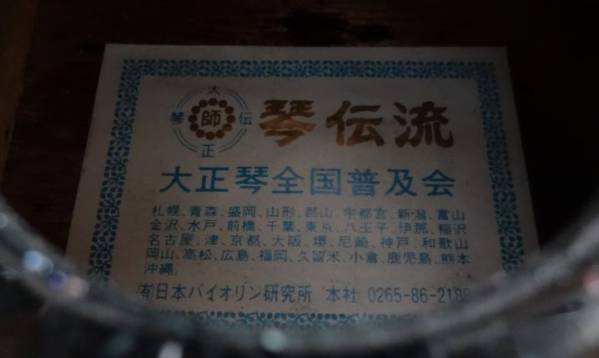 大
琴 師 伝
正
琴伝流
大正琴全国普及会
札幌、青森、盛岡、山形、郡山、宇都宮、新潟、富山
金沢、水戸、前橋、千葉、東京、八王子、伊那、稲沢
名古屋、津、京都、大阪、堺、尼崎、神戸、和歌山
岡山、高松、広島、福岡、久留米、小倉、鹿児島、熊本
沖縄、
(有)日本バイオリン研究所 本社 0265-86-2188